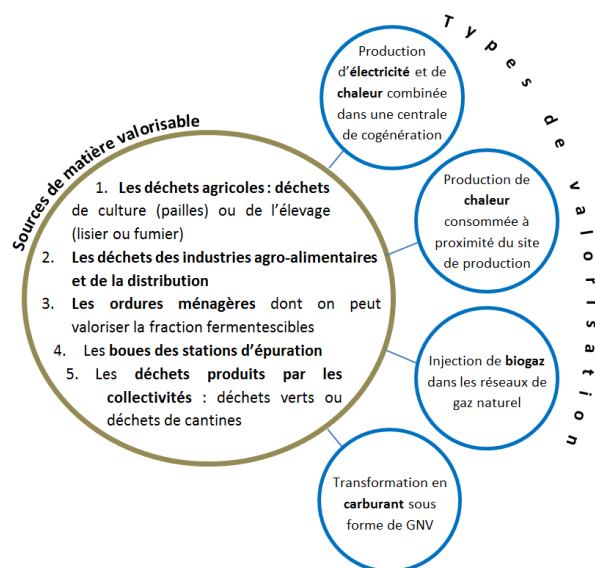 Types de valorisation
Production
d'électricité et de
chaleur combinée
dans une centrale
de cogénération
Sources de matière valorisable
1. Les déchets agricoles : déchets
de culture (pailles) ou de l'élevage
(lisier ou fumier)
2. Les déchets des industries agro-alimentaires
et de la distribution
3. Les ordures ménagères dont on peut
valoriser la fraction fermentescibles
4. Les boues des stations d'épuration
5. Les déchets produits par les
collectivités : déchets verts ou
déchets de cantines
Production de
chaleur
consommée à
proximité du site
de production
Injection de biogaz
dans les réseaux de
gaz naturel
Transformation en
carburant sous
forme de GNV